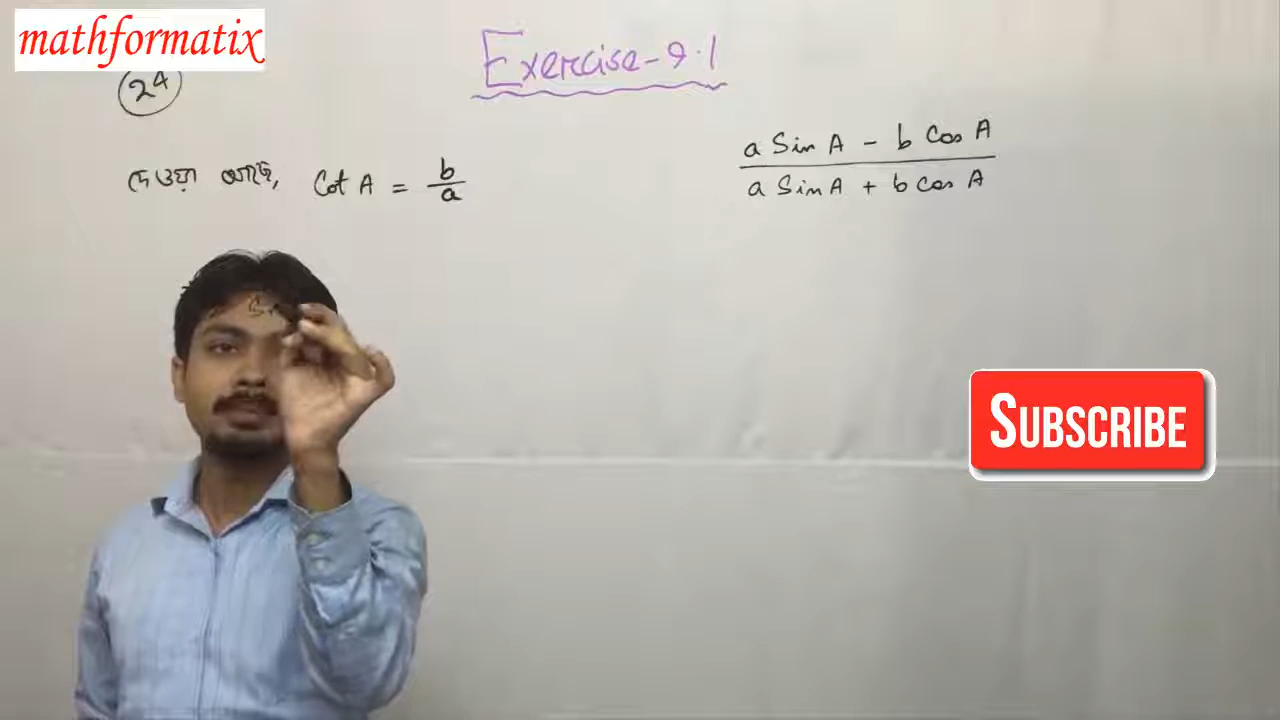 mathformatix
Exercise-9.1
24
দেওয়া আছে, Cot A = b/a
a Sin A - b Cos A
a Sin A + b Cos A
SUBSCRIBE